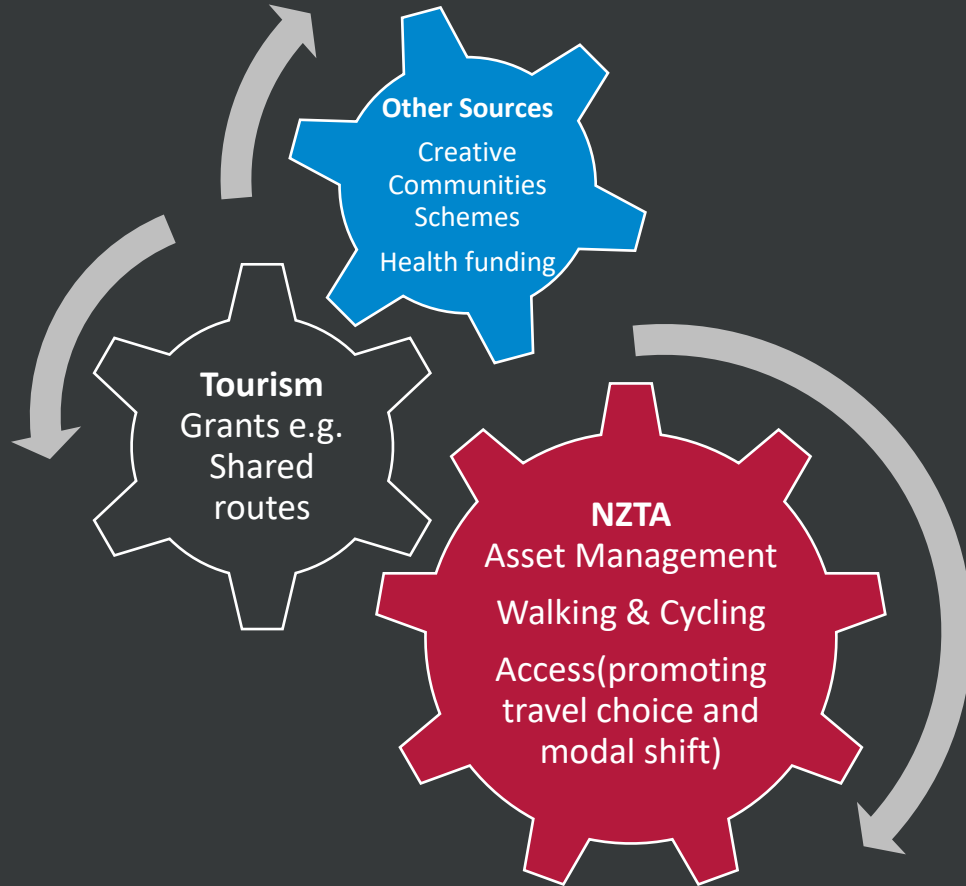 Other Sources
Creative
Communities
Schemes
Health funding
Tourism
Grants e.g.
Shared
routes
NZTA
Asset Management
Walking & Cycling
Access(promoting
travel choice and
modal shift)